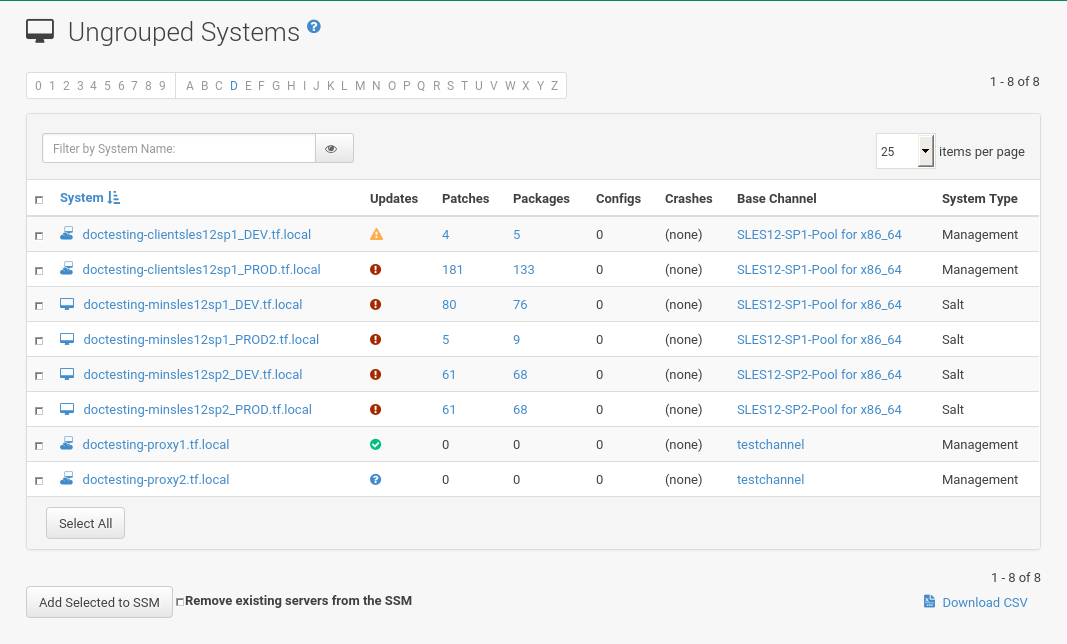 Ungrouped Systems ?
0 1 2 3 4 5 6 7 8 9 A B C D E F G H I J K L M N O P Q R S T U V W X Y Z
1 - 8 of 8
Filter by System Name:
25 items per page
System Updates Patches Packages Configs Crashes Base Channel System Type
doctesting-clientsles12sp1_DEV.tf.local 4 5 0 (none) SLES12-SP1-Pool for x86_64 Management
doctesting-clientsles12sp1_PROD.tf.local 181 133 0 (none) SLES12-SP1-Pool for x86_64 Management
doctesting-minsles12sp1_DEV.tf.local 80 76 0 (none) SLES12-SP1-Pool for x86_64 Salt
doctesting-minsles12sp1_PROD2.tf.local 5 9 0 (none) SLES12-SP1-Pool for x86_64 Salt
doctesting-minsles12sp2_DEV.tf.local 61 68 0 (none) SLES12-SP2-Pool for x86_64 Salt
doctesting-minsles12sp2_PROD.tf.local 61 68 0 (none) SLES12-SP2-Pool for x86_64 Salt
doctesting-proxy1.tf.local 0 0 0 (none) testchannel Management
doctesting-proxy2.tf.local ? 0 0 0 (none) testchannel Management
Select All
1 - 8 of 8
Add Selected to SSM Remove existing servers from the SSM
Download CSV